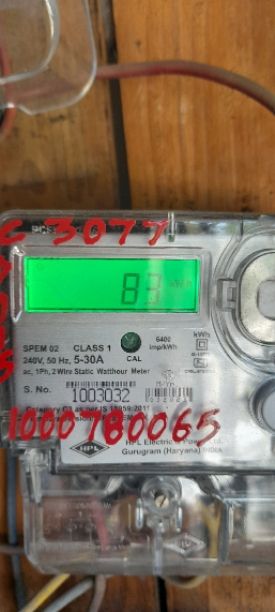 C 3077
83 kWh
SPEM 02 CLASS 1
240V, 50 Hz, 5-30A
CAL
6400
imp/kWh
kWh
ac, 1Ph, 2 Wire Static Watthour Meter
S. No.
1003032
1000780065
HPL Electric & Power Ltd.
Gurugram (Haryana) INDIA
HPL